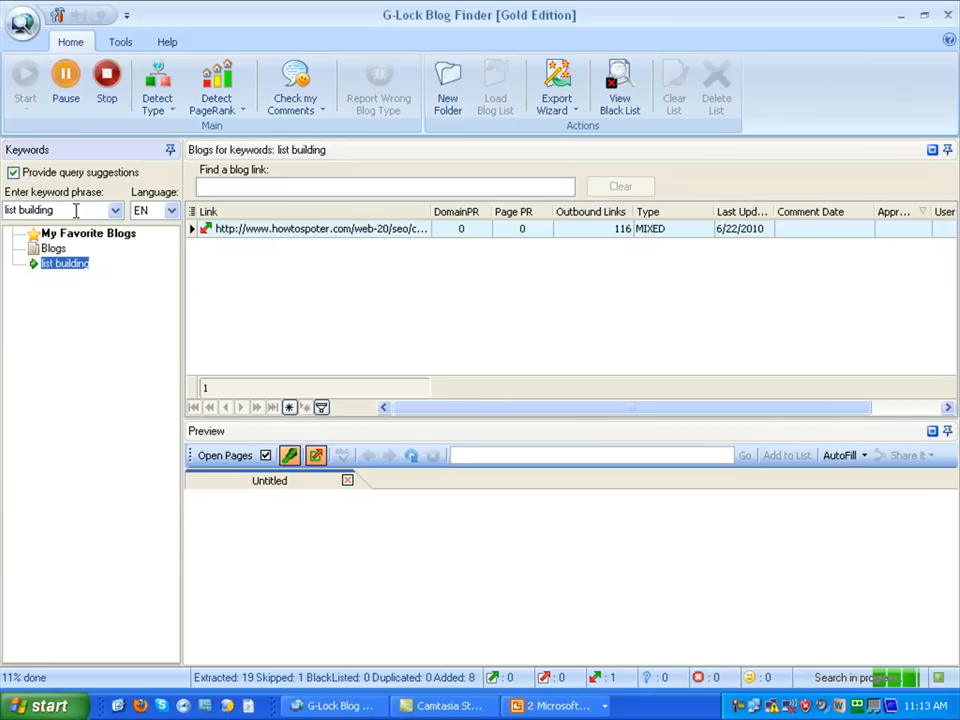 G-Lock Blog Finder [Gold Edition]
Home Tools Help
Start Pause Stop Detect Type Detect PageRank Check my Comments Report Wrong Blog Type New Folder Load Blog List Export Wizard View Black List Clear List Delete List
Main Actions
Keywords
Blogs for keywords: list building
Provide query suggestions
Find a blog link:
Enter keyword phrase: Language:
Clear
list building EN
Link DomainPR Page PR Outbound Links Type Last Upd... Comment Date Appr... User
http://www.howtospoter.com/web-20/seo/c... 0 0 116 MIXED 6/22/2010
My Favorite Blogs
Blogs
list building
1
Preview
Open Pages Go Add to List AutoFill Share it
Untitled
11% done Extracted: 19 Skipped: 1 BlackListed: 0 Duplicated: 0 Added: 8 : 0 : 0 : 1 : 0 : 0 : 0
start G-Lock Blog ... Camtasia St... 2 Microsoft... 11:13 AM